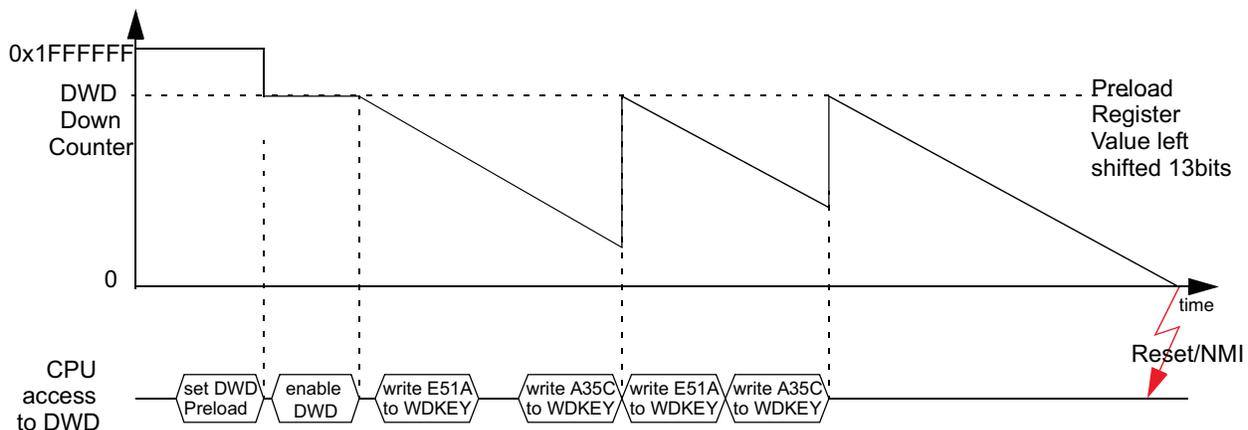 0x1FFFFFF
DWD
Down
Counter
Preload
Register
Value left
shifted 13bits
0
time
Reset/NMI
CPU
access
to DWD
set DWD
Preload
enable
DWD
write E51A
to WDKEY
write A35C
to WDKEY
write E51A
to WDKEY
write A35C
to WDKEY